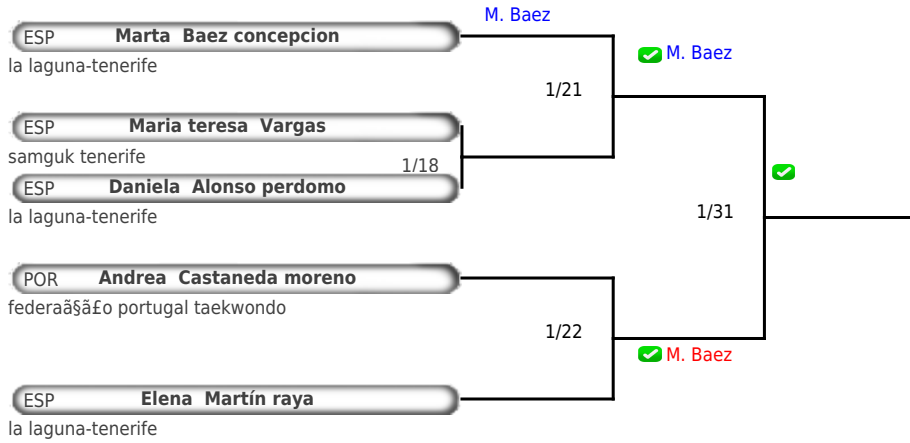 M. Baez
ESP Marta Baez concepcion
la laguna-tenerife
M. Baez
1/21
ESP Maria teresa Vargas
samguk tenerife
1/18
ESP Daniela Alonso perdomo
la laguna-tenerife
1/31
POR Andrea Castaneda moreno
federaã§ã£o portugal taekwondo
1/22
M. Baez
ESP Elena Martín raya
la laguna-tenerife